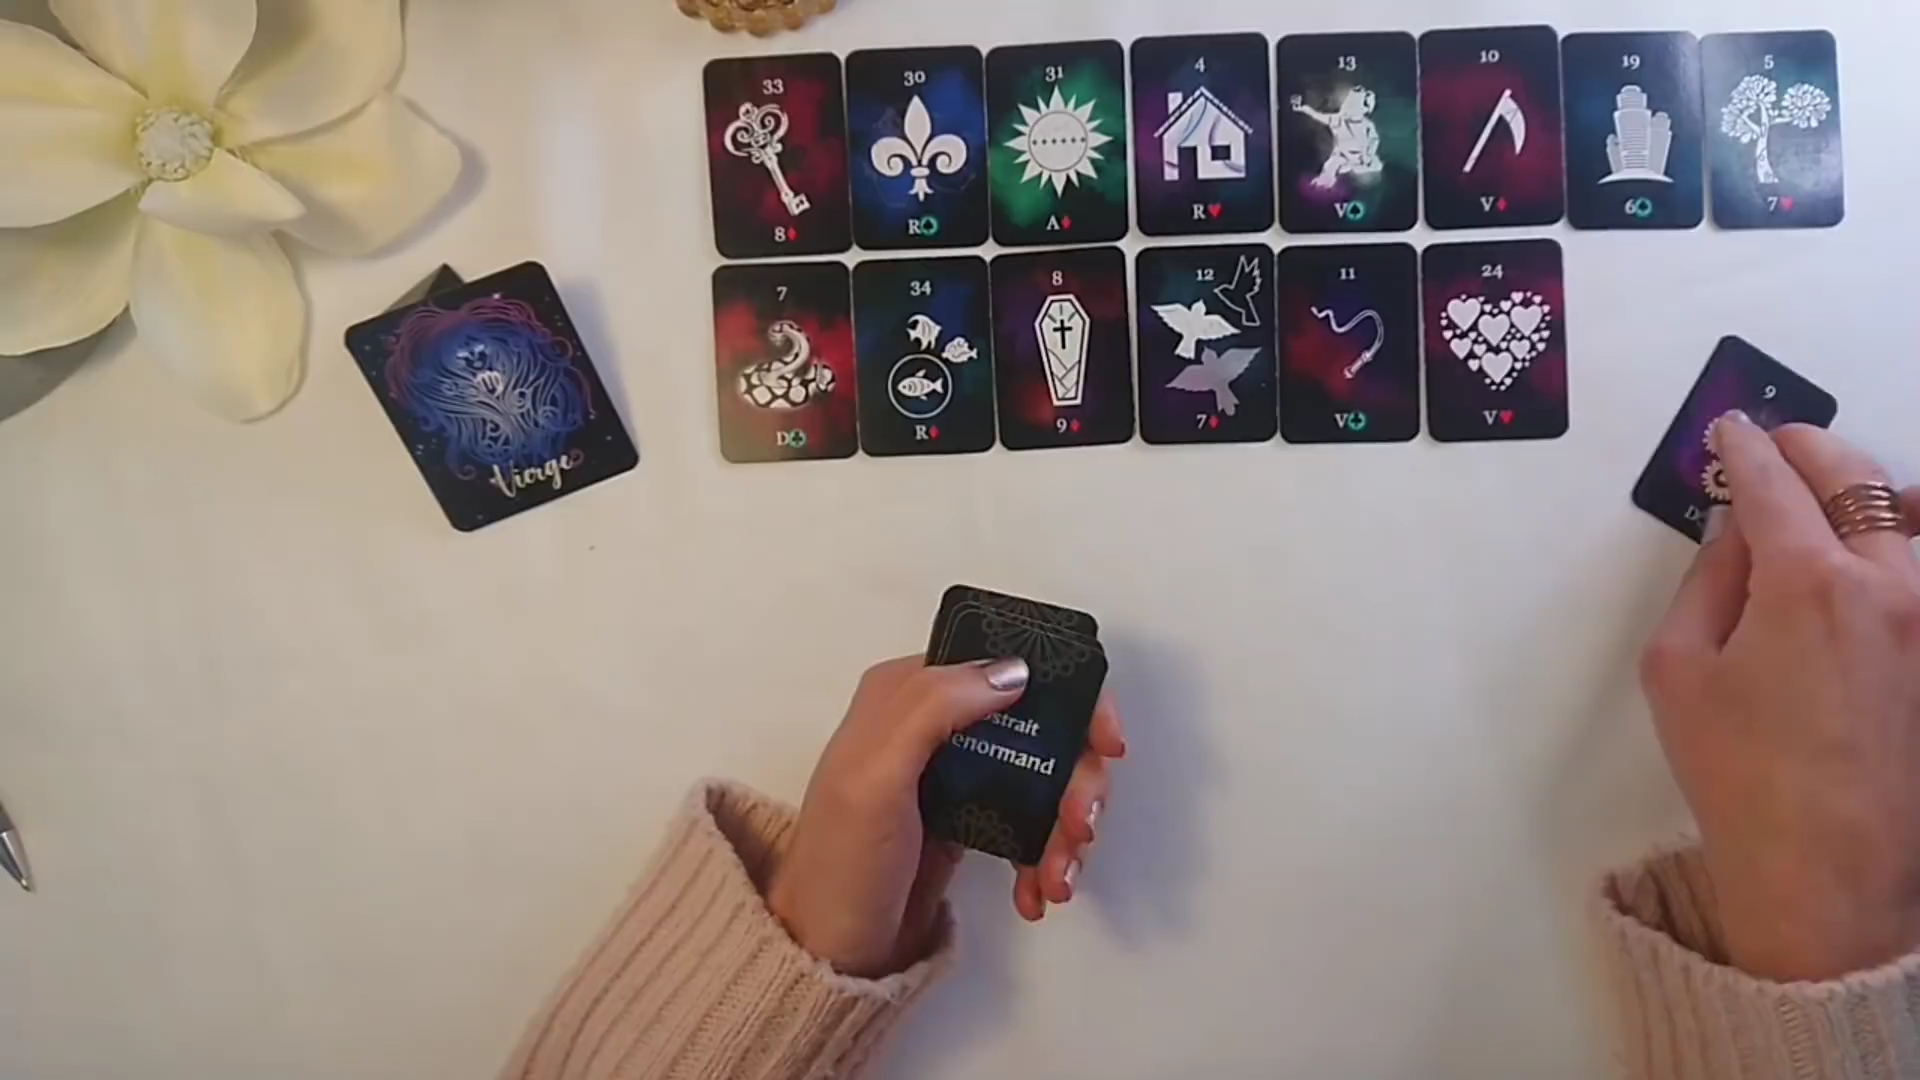 33
8♦
30
R♣
31
A♦
4
R♥
13
V♠
10
V♦
19
6♠
5
7♥
7
D♣
34
R♦
8
9♦
12
7♦
11
V♣
24
V♥
9
D
Vierge
strait
enormand